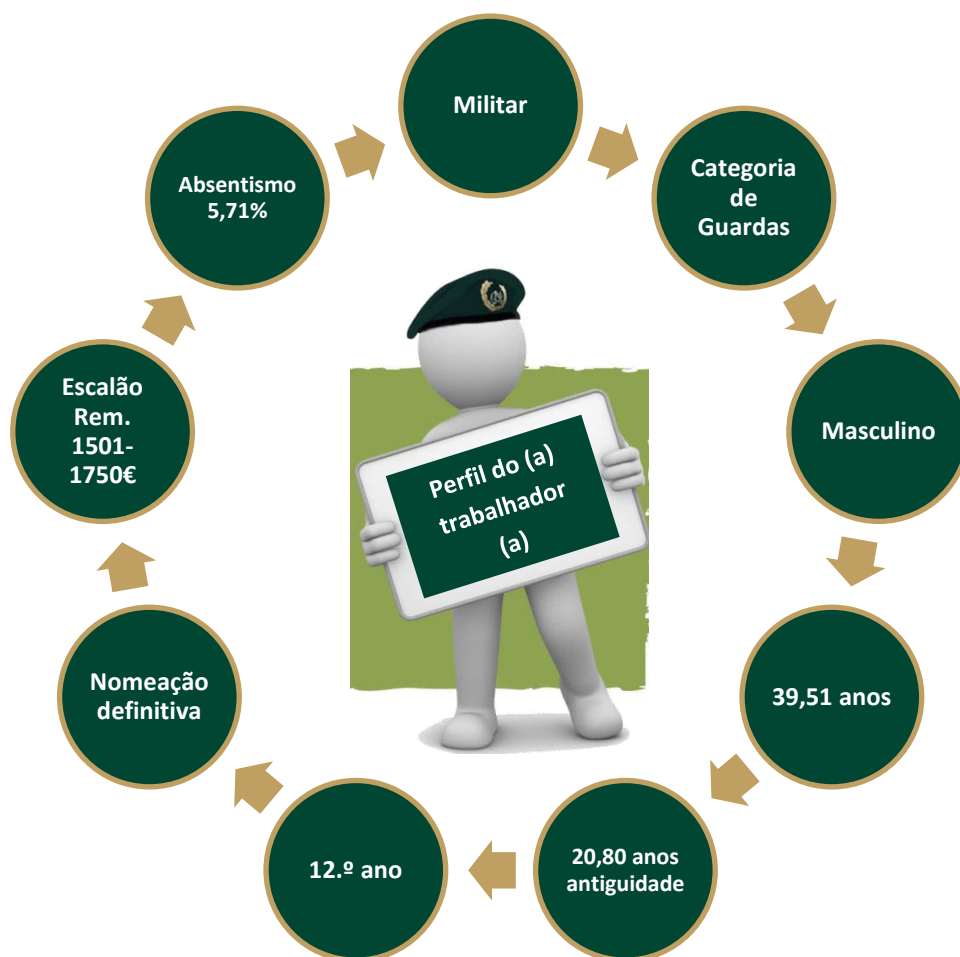 Militar
Categoria
de
Guardas
Masculino
39,51 anos
20,80 anos
antiguidade
12.º ano
Nomeação
definitiva
Escalão
Rem.
1501-
1750€
Absentismo
5,71%
Perfil do (a)
trabalhador
(a)